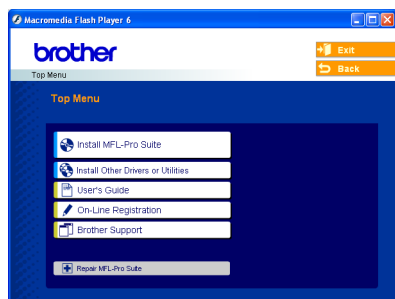 Macromedia Flash Player 6
brother
Exit
Back
Top Menu
Top Menu
Install MFL-Pro Suite
Install Other Drivers or Utilities
User's Guide
On-Line Registration
Brother Support
Repair MFL-Pro Suite